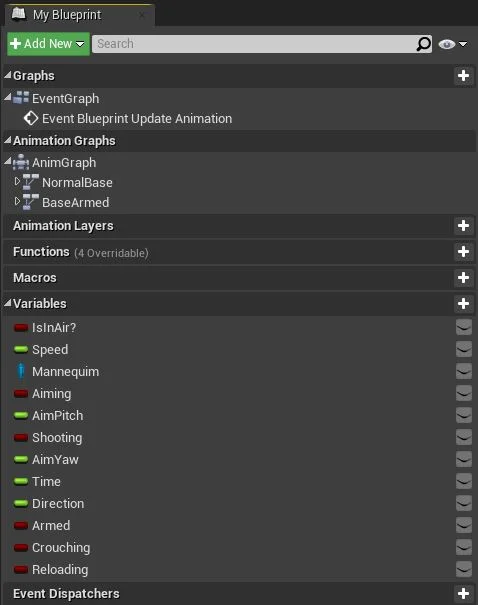 My Blueprint
Add New Search
Graphs
EventGraph
Event Blueprint Update Animation
Animation Graphs
AnimGraph
NormalBase
BaseArmed
Animation Layers
Functions (4 Overridable)
Macros
Variables
IsInAir?
Speed
Mannequim
Aiming
AimPitch
Shooting
AimYaw
Time
Direction
Armed
Crouching
Reloading
Event Dispatchers